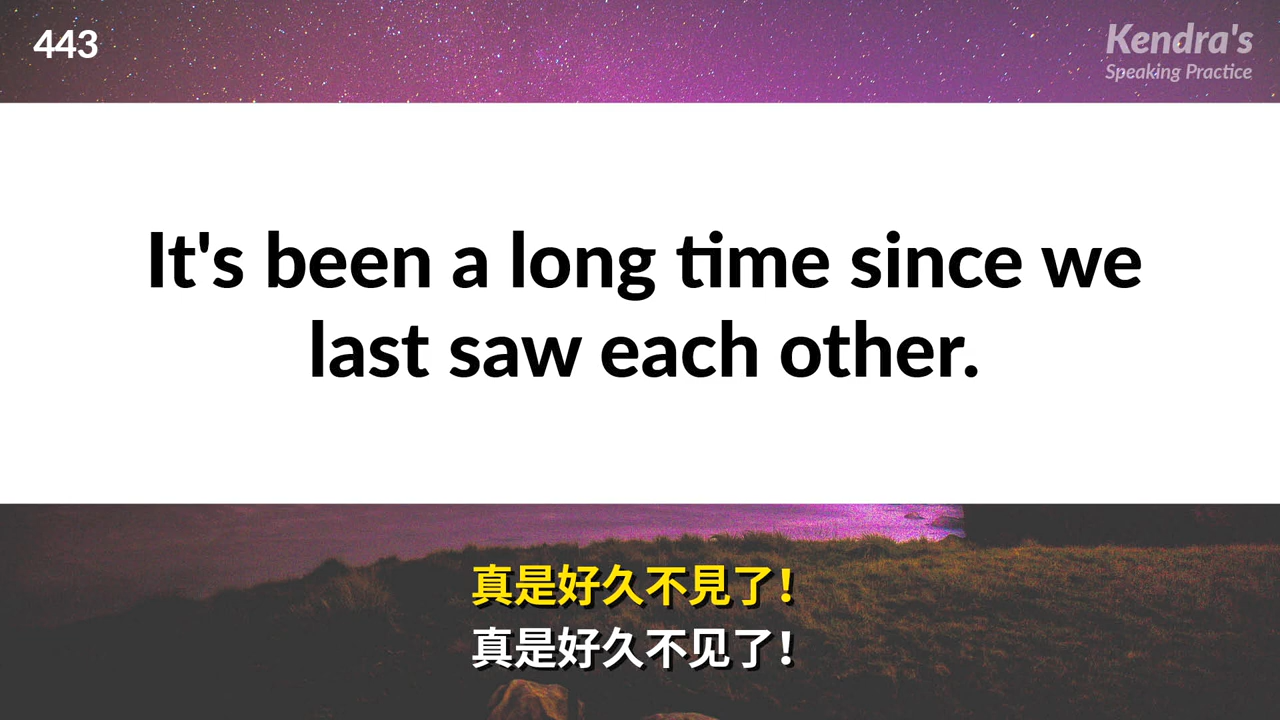 443
Kendra's
Speaking Practice
It's been a long time since we
last saw each other.
真是好久不見了！
真是好久不见了！